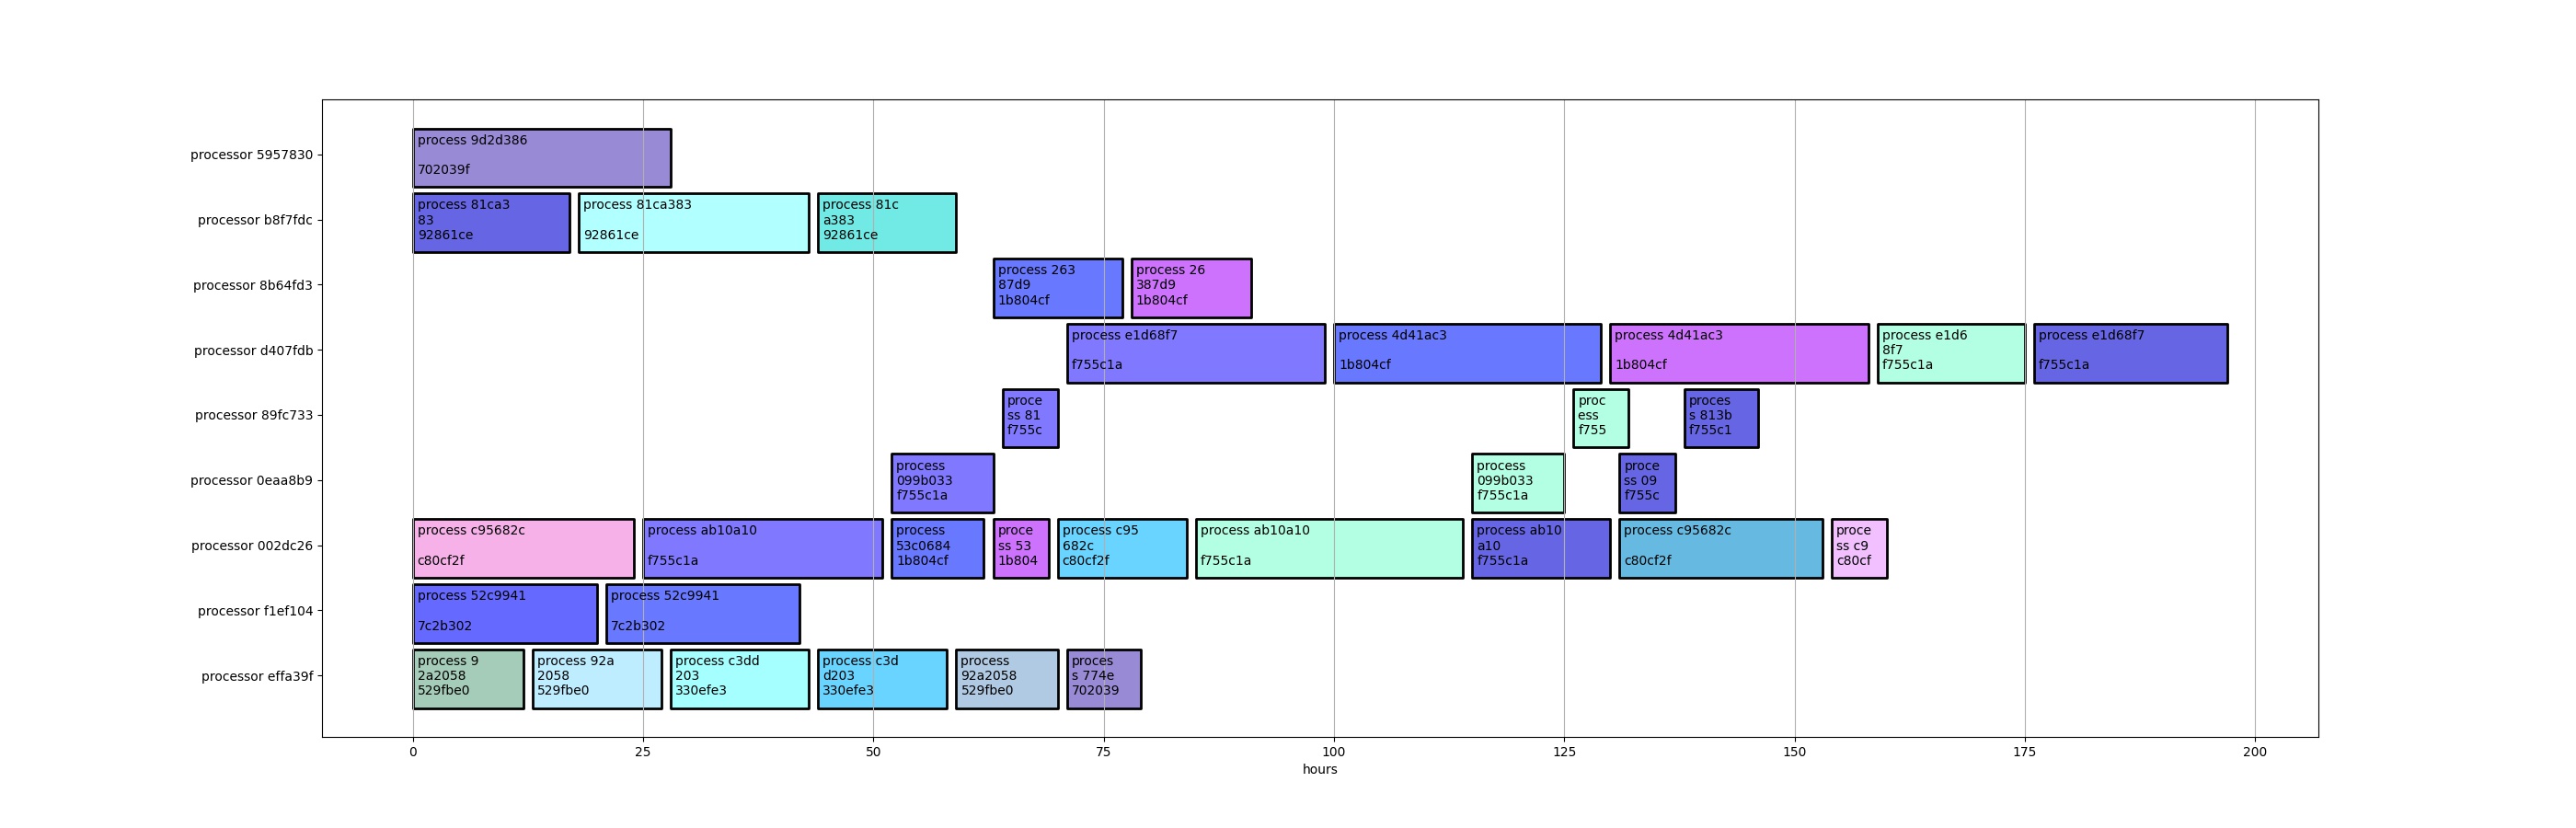 processor 5957830
process 9d2d386
702039f
processor b8f7fdc
process 81ca3
83
92861ce
process 81ca383
92861ce
process 81c
a383
92861ce
processor 8b64fd3
process 263
87d9
1b804cf
process 26
387d9
1b804cf
processor d407fdb
process e1d68f7
f755c1a
process 4d41ac3
1b804cf
process 4d41ac3
1b804cf
process e1d6
8f7
f755c1a
process e1d68f7
f755c1a
processor 89fc733
proce
ss 81
f755c
proc
ess
f755
proces
s 813b
f755c1
processor 0eaa8b9
process
099b033
f755c1a
process
099b033
f755c1a
proce
ss 09
f755c
processor 002dc26
process c95682c
c80cf2f
process ab10a10
f755c1a
process
53c0684
1b804cf
proce
ss 53
1b804
process c95
682c
c80cf2f
process ab10a10
f755c1a
process ab10
a10
f755c1a
process c95682c
c80cf2f
proce
ss c9
c80cf
processor f1ef104
process 52c9941
7c2b302
process 52c9941
7c2b302
processor effa39f
process 9
2a2058
529fbe0
process 92a
2058
529fbe0
process c3dd
203
330efe3
process c3d
d203
330efe3
process
92a2058
529fbe0
proces
s 774e
702039
0 25 50 75 100 125 150 175 200
hours